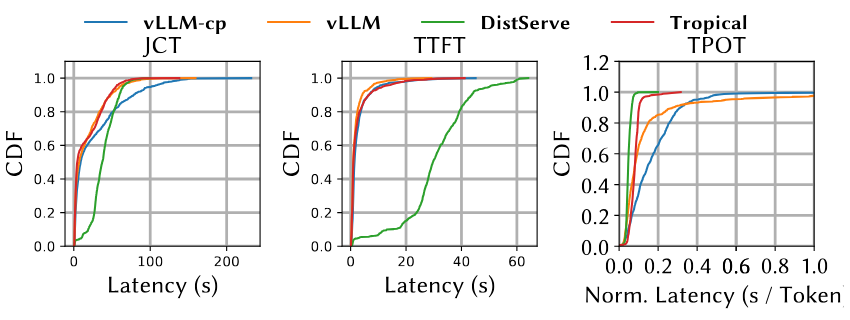 vLLM-cp vLLM DistServe Tropical
JCT TTFT TPOT
CDF
1.0
0.8
0.6
0.4
0.2
0.0
0 100 200
Latency (s)
CDF
1.0
0.8
0.6
0.4
0.2
0.0
0 20 40 60
Latency (s)
CDF
1.2
1.0
0.8
0.6
0.4
0.2
0.0
0.0 0.2 0.4 0.6 0.8 1.0
Norm. Latency (s / Token)